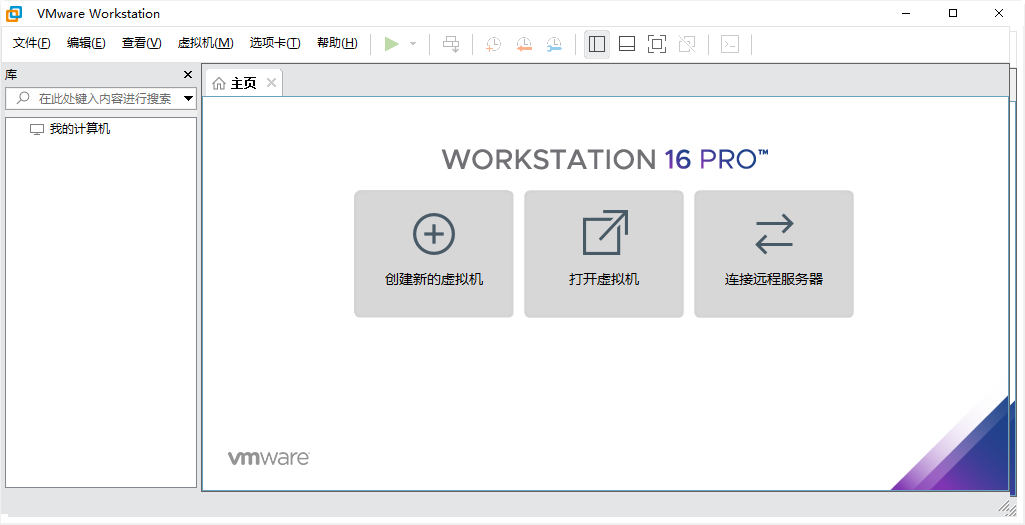 VMware Workstation
文件(F) 编辑(E) 查看(V) 虚拟机(M) 选项卡(T) 帮助(H)
库
主页
在此处键入内容进行搜索
我的计算机
WORKSTATION 16 PRO™
创建新的虚拟机 打开虚拟机 连接远程服务器
vmware